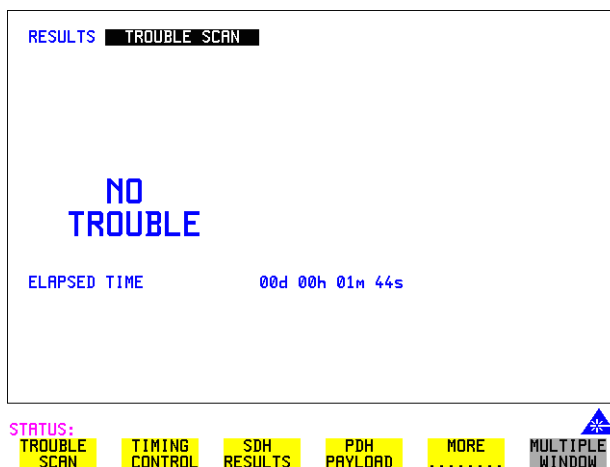 RESULTS TROUBLE SCAN
NO
TROUBLE
ELAPSED TIME 00d 00h 01m 44s
STATUS:
TROUBLE TIMING SDH PDH MORE MULTIPLE
SCAN CONTROL RESULTS PAYLOAD ........ WINDOW